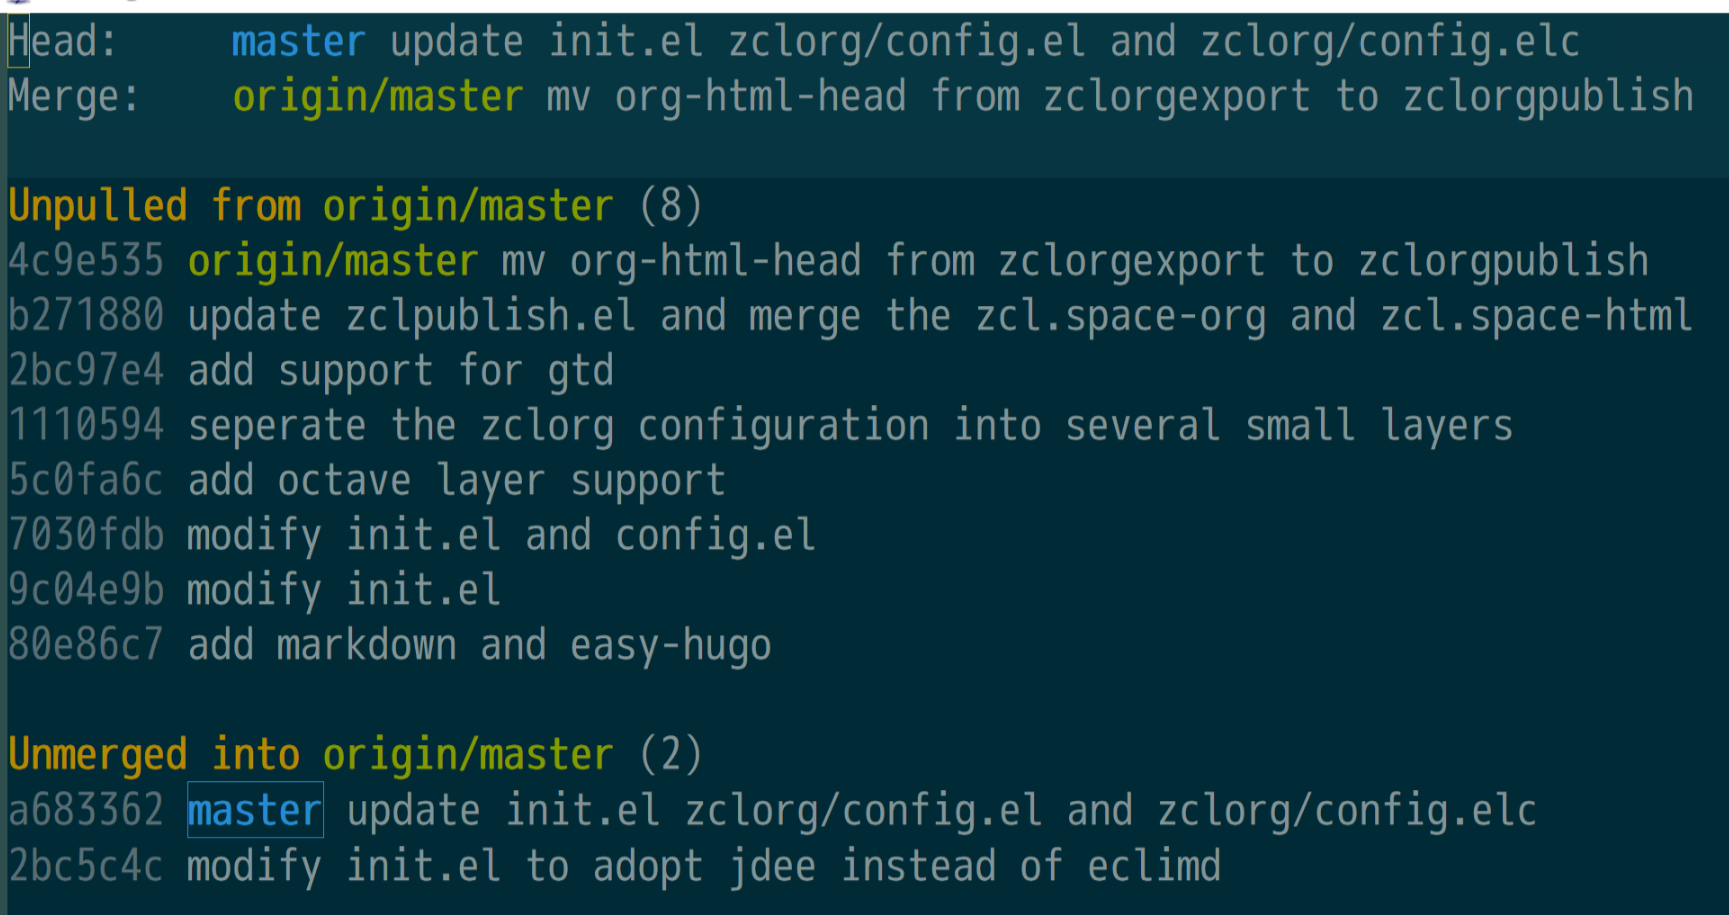 Head:     master update init.el zclorg/config.el and zclorg/config.elc
Merge:    origin/master mv org-html-head from zclorgexport to zclorgpublish
Unpulled from origin/master (8)
4c9e535 origin/master mv org-html-head from zclorgexport to zclorgpublish
b271880 update zclpublish.el and merge the zcl.space-org and zcl.space-html
2bc97e4 add support for gtd
1110594 seperate the zclorg configuration into several small layers
5c0fa6c add octave layer support
7030fdb modify init.el and config.el
9c04e9b modify init.el
80e86c7 add markdown and easy-hugo
Unmerged into origin/master (2)
a683362 master update init.el zclorg/config.el and zclorg/config.elc
2bc5c4c modify init.el to adopt jdee instead of eclimd